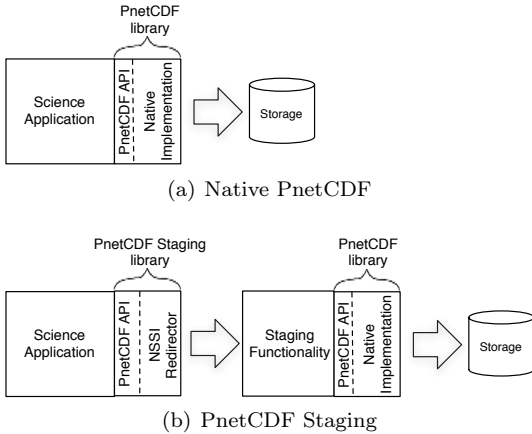 PnetCDF
library
Science
Application
PnetCDF API
Native
Implementation
Storage
(a) Native PnetCDF
PnetCDF Staging
library
PnetCDF
library
Science
Application
PnetCDF API
NSSI
Redirector
Staging
Functionality
PnetCDF API
Native
Implementation
Storage
(b) PnetCDF Staging